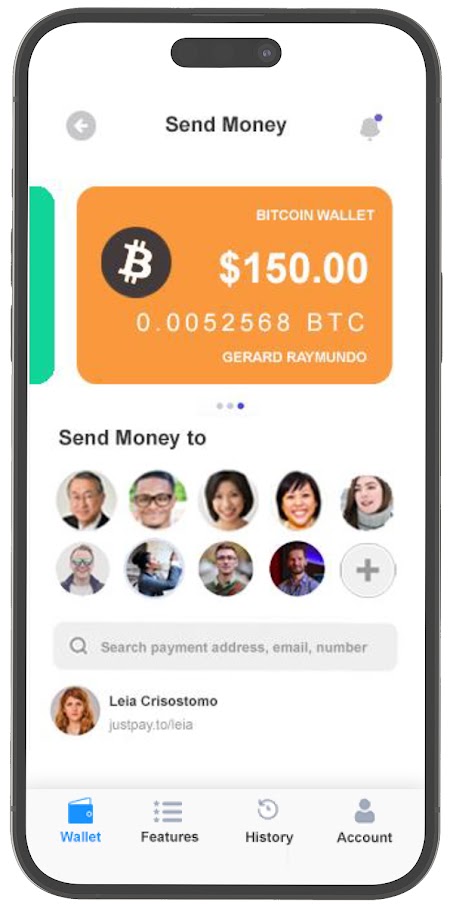 Send Money
BITCOIN WALLET
$150.00
0.0052568 BTC
GERARD RAYMUNDO
Send Money to
Search payment address, email, number
Leia Crisostomo
justpay.to/leia
Wallet Features History Account